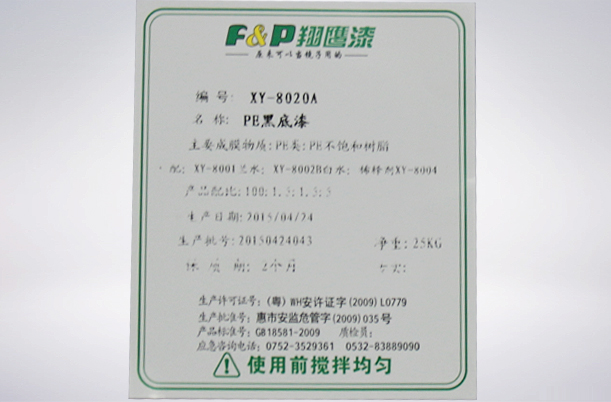 F&P翔鹰漆
原来可以当镜子用的
编 号: XY-8020A
名 称: PE黑底漆
主要成膜物质:PE类:PE不饱和树脂
配: XY-8001兰水; XY-8002B白水; 稀释剂XY-8004
产品配比:100:1.5:1.5:5
生产日期:2015/04/24
生产批号:20150424043 净重:25KG
保 质 期: 2个月
生产许可证号: (粤) WH安许证字(2009)L0779
生产批准号: 惠市安监危管字(2009)035号
产品标准号: GB18581-2009 质检员:
应急咨询电话: 0752-3529361 0532-83889090
使用前搅拌均匀